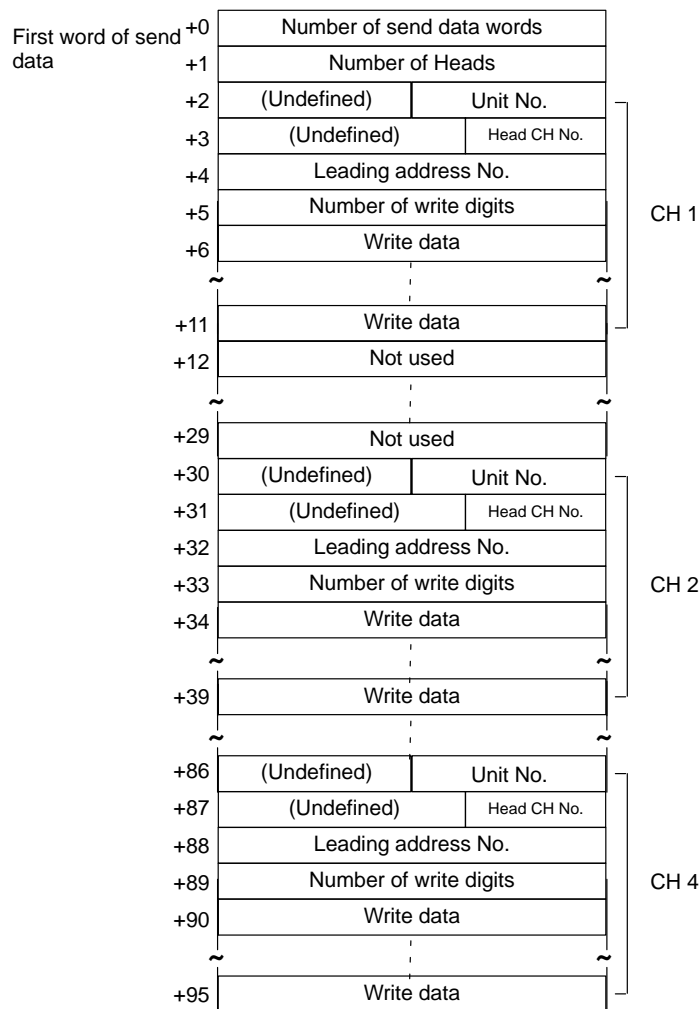 First word of send
data
+0 Number of send data words
+1 Number of Heads
+2 (Undefined) Unit No.
+3 (Undefined) Head CH No.
+4 Leading address No.
+5 Number of write digits
+6 Write data
CH 1
~ ~
+11 Write data
+12 Not used
~ ~
+29 Not used
+30 (Undefined) Unit No.
+31 (Undefined) Head CH No.
+32 Leading address No.
+33 Number of write digits
CH 2
+34 Write data
~ ~
+39 Write data
~ ~
+86 (Undefined) Unit No.
+87 (Undefined) Head CH No.
+88 Leading address No.
+89 Number of write digits
CH 4
+90 Write data
~ ~
+95 Write data